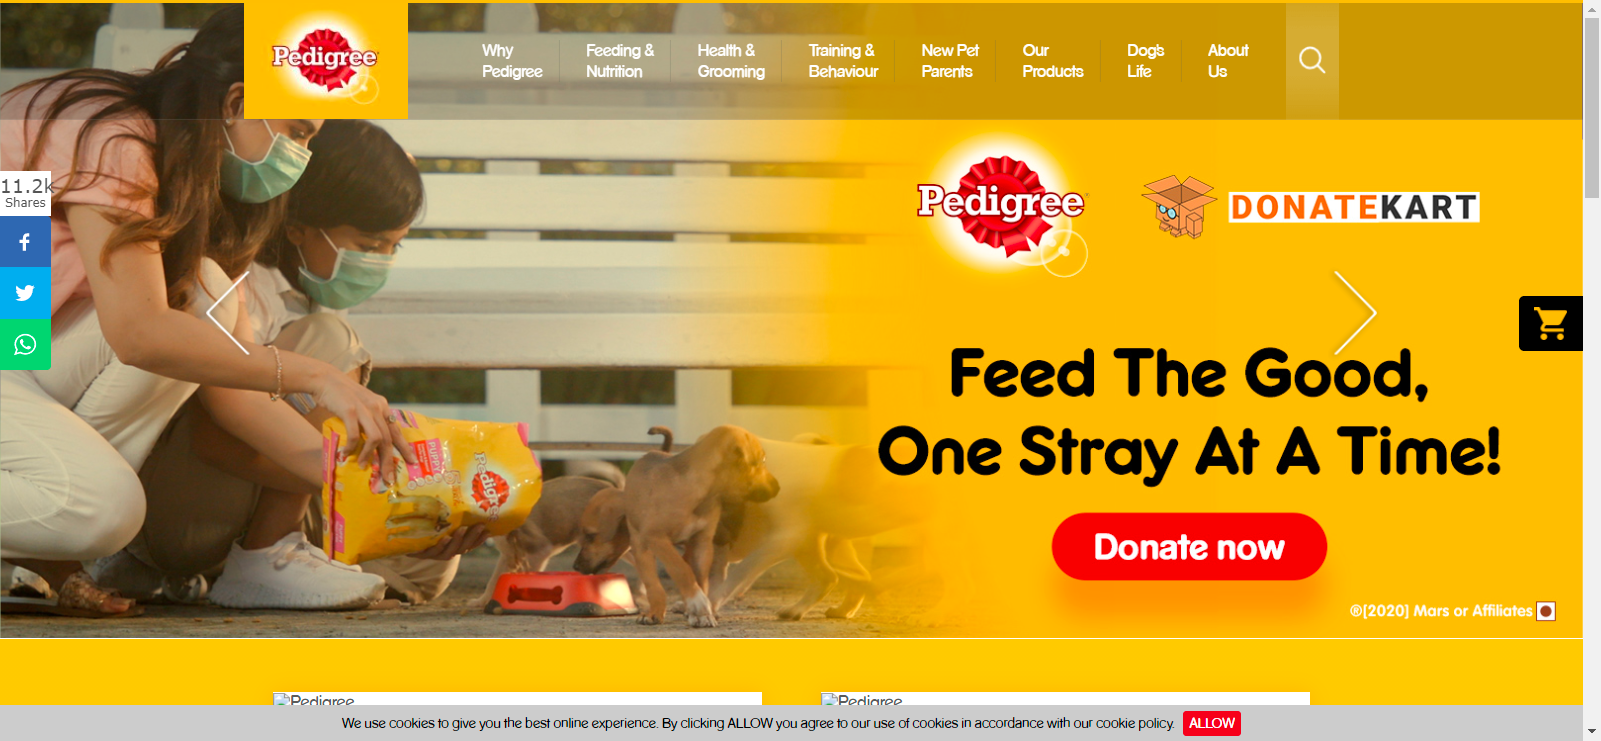 Pedigree
Why
Pedigree
Feeding &
Nutrition
Health &
Grooming
Training &
Behaviour
New Pet
Parents
Our
Products
Dog's
Life
About
Us
11.2k
Shares
Pedigree
DONATEKART
Feed The Good,
One Stray At A Time!
PUPPY
Pedigree
Donate now
®[2020] Mars or Affiliates
Pedigree
Pedigree
We use cookies to give you the best online experience. By clicking ALLOW you agree to our use of cookies in accordance with our cookie policy.
ALLOW